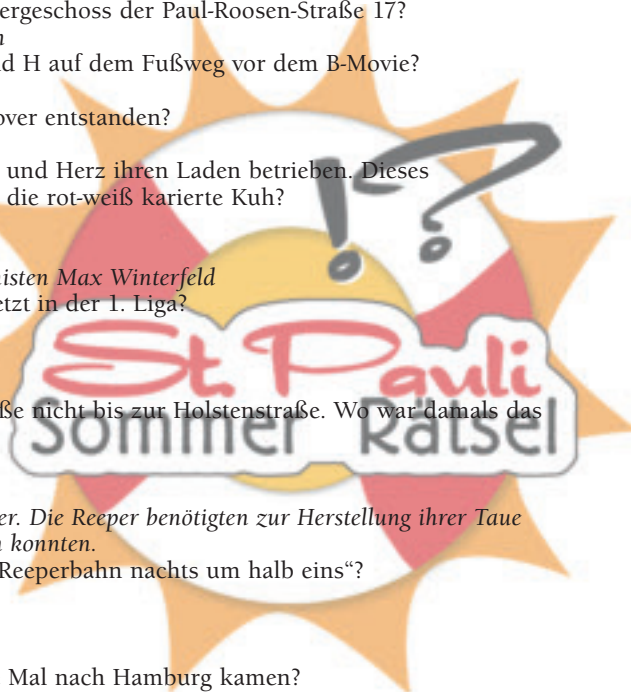 ergeschoss der Paul-Roosen-Straße 17?
n
d H auf dem Fußweg vor dem B-Movie?
over entstanden?
und Herz ihren Laden betrieben. Dieses
die rot-weiß karierte Kuh?
nisten Max Winterfeld
etzt in der 1. Liga?
!?
St. Pauli
ße nicht bis zur Holstenstraße. Wo war damals das
Sommer Rätsel
er. Die Reeper benötigten zur Herstellung ihrer Taue
n konnten.
Reeperbahn nachts um halb eins“?
Mal nach Hamburg kamen?